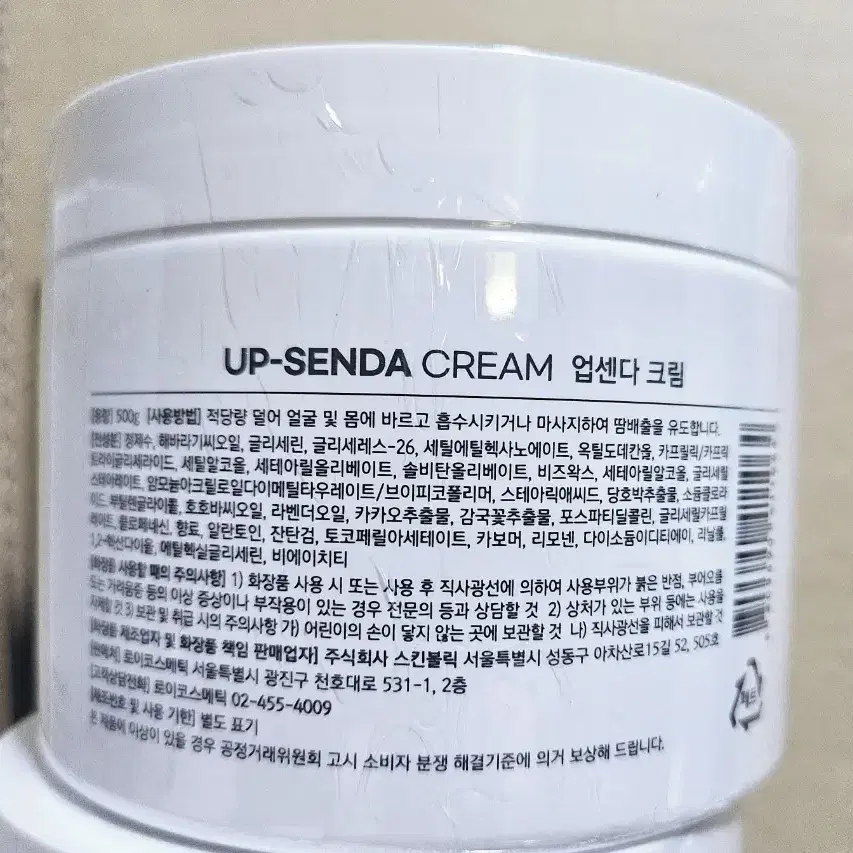 UP-SENDA CREAM 업센다 크림
[용량] 500g [사용방법] 적당량 덜어 얼굴 및 몸에 바르고 흡수시키거나 마사지하여 땀배출을 유도합니다.
[전성분] 정제수, 해바라기씨오일, 글리세린, 글리세레스-26, 세틸에틸헥사노에이트, 옥틸도데칸올, 카프릴릭/카프릭
트라이글리세라이드, 세틸알코올, 세테아릴올리베이트, 솔비탄올리베이트, 비즈왁스, 세테아릴알코올, 글리세릴
스테아레이트, 암모늄아크릴로일다이메틸타우레이트/브이피코폴리머, 스테아릭애씨드, 당호박추출물, 소듐클로라
이드, 부틸렌글라이콜, 호호바씨오일, 라벤더오일, 카카오추출물, 감국꽃추출물, 포스파티딜콜린, 글리세릴카프릴
레이트, 클로페네신, 향료, 알란토인, 잔탄검, 토코페릴아세테이트, 카보머, 리모넨, 다이소듐이디티에이, 리날룰,
1,2-헥산다이올, 에틸헥실글리세린, 비에이치티
[화장품 사용할 때의 주의사항] 1) 화장품 사용 시 또는 사용 후 직사광선에 의하여 사용부위가 붉은 반점, 부어오름
또는 가려움증 등의 이상 증상이나 부작용이 있는 경우 전문의 등과 상담할 것 2) 상처가 있는 부위 등에는 사용을
자제할 것 3) 보관 및 취급 시의 주의사항 가) 어린이의 손이 닿지 않는 곳에 보관할 것 나) 직사광선을 피해서 보관할 것
[화장품 제조업자 및 화장품 책임 판매업자] 주식회사 스킨볼릭 서울특별시 성동구 아차산로15길 52, 505호
[판매처] 로이코스메틱 서울특별시 광진구 천호대로 531-1, 2층
[고객상담전화] 로이코스메틱 02-455-4009
[제조번호 및 사용 기한] 별도 표기
본 제품에 이상이 있을 경우 공정거래위원회 고시 소비자 분쟁 해결기준에 의거 보상해 드립니다.